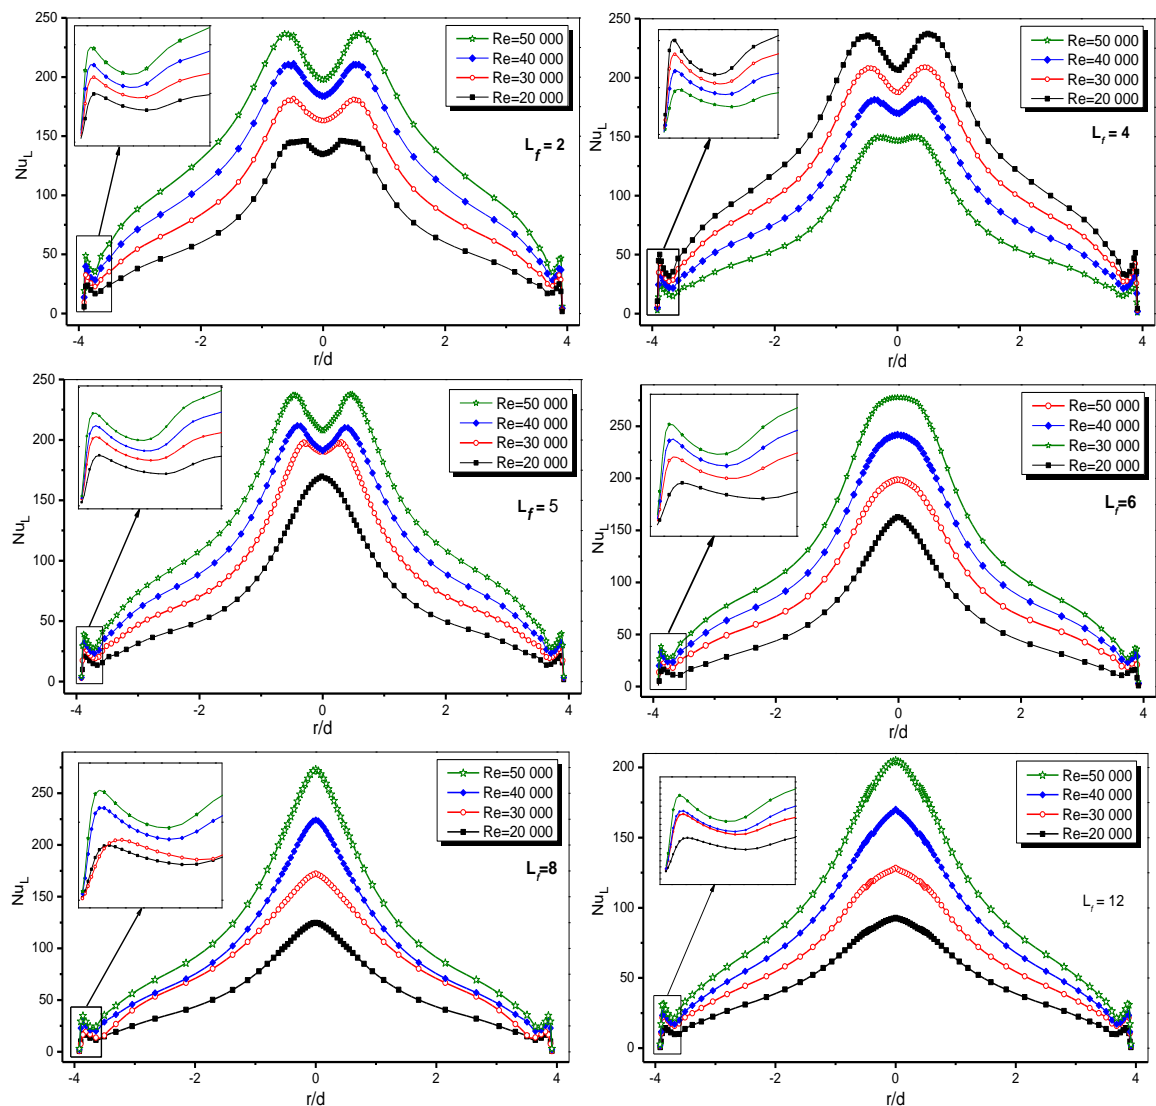 250
200
150
100
50
0
Nu_L
Re=50 000
Re=40 000
Re=30 000
Re=20 000
L_f = 2
-4 -2 0 2 4
r/d
250
200
150
100
50
0
Nu_L
Re=50 000
Re=40 000
Re=30 000
Re=20 000
L_f = 4
-4 -2 0 2 4
r/d
250
200
150
100
50
0
Nu_L
Re=50 000
Re=40 000
Re=30 000
Re=20 000
L_f = 5
-4 -2 0 2 4
r/d
250
200
150
100
50
0
Nu_L
Re=50 000
Re=40 000
Re=30 000
Re=20 000
L_f=6
-4 -2 0 2 4
r/d
250
200
150
100
50
0
Nu_L
Re=50 000
Re=40 000
Re=30 000
Re=20 000
L_f=8
-4 -2 0 2 4
r/d
200
150
100
50
0
Nu_L
Re=50 000
Re=40 000
Re=30 000
Re=20 000
L_f = 12
-4 -2 0 2 4
r/d